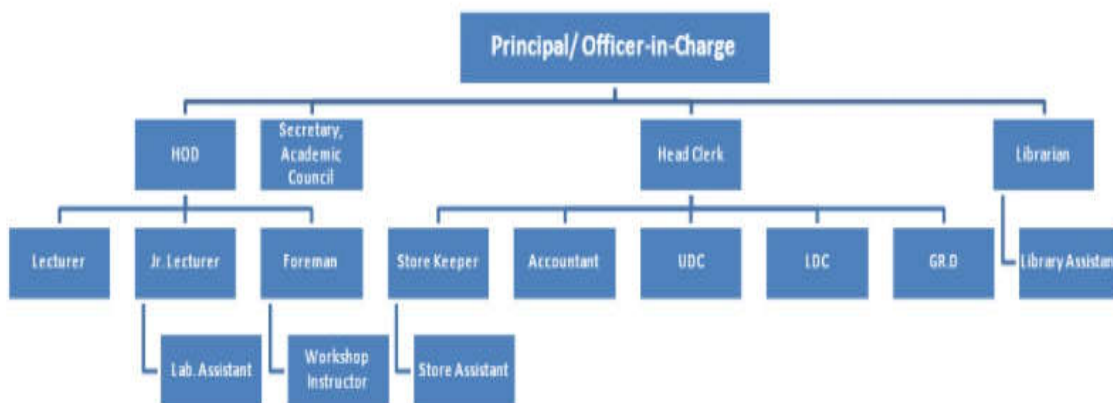 Principal/ Officer-in-Charge
HOD
Secretary,
Academic
Council
Head Clerk
Librarian
Lecturer
Jr. Lecturer
Foreman
Store Keeper
Accountant
UDC
LDC
GR.D
Library Assistan
Lab. Assistant
Workshop
Instructor
Store Assistant